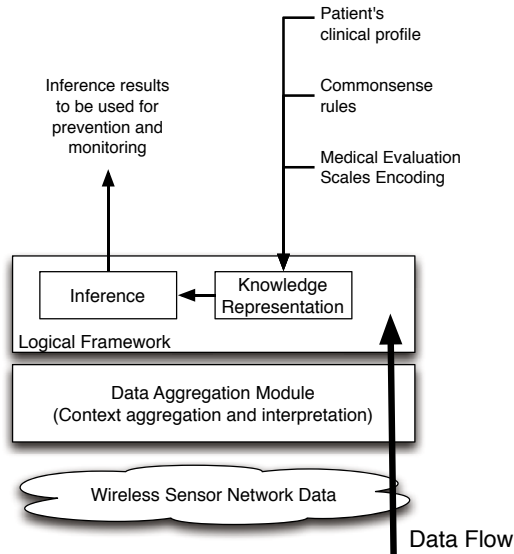 Patient's
clinical profile
Commonsense
rules
Medical Evaluation
Scales Encoding
Inference results
to be used for
prevention and
monitoring
Inference
Knowledge
Representation
Logical Framework
Data Aggregation Module
(Context aggregation and interpretation)
Wireless Sensor Network Data
Data Flow